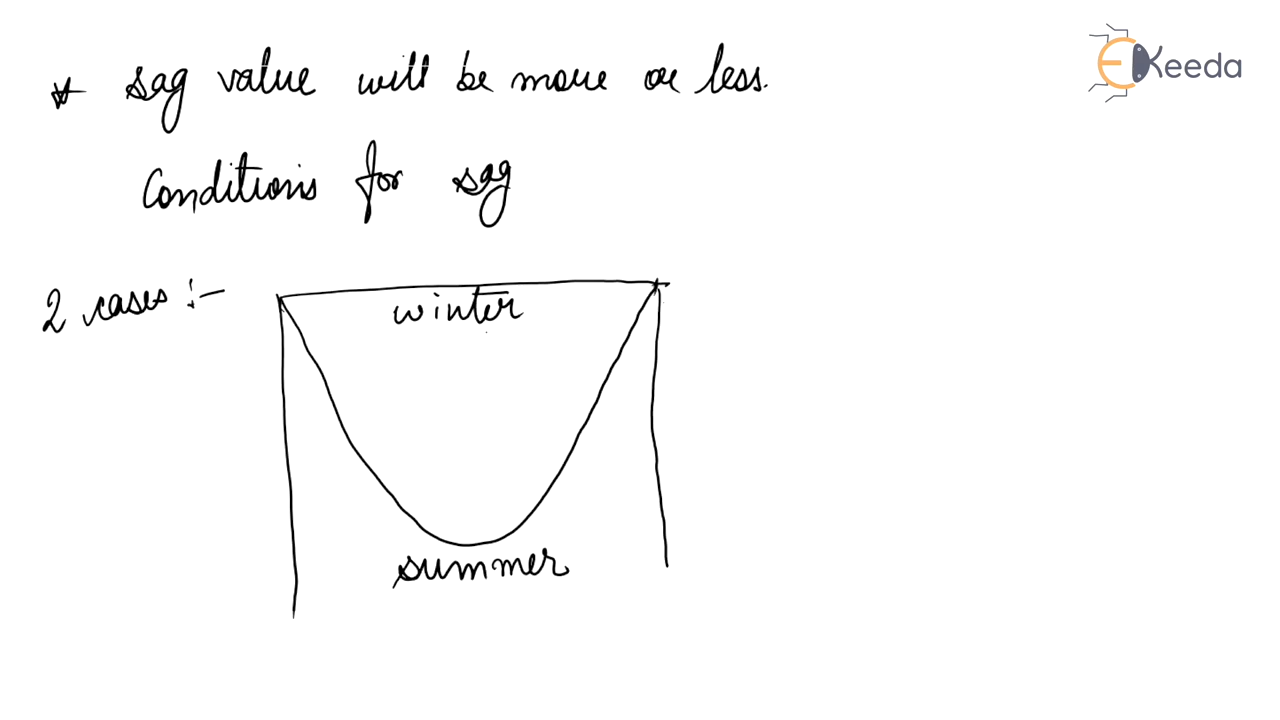 * sag value will be more or less.
Conditions for sag
2 cases :-
winter
summer
EKeeda